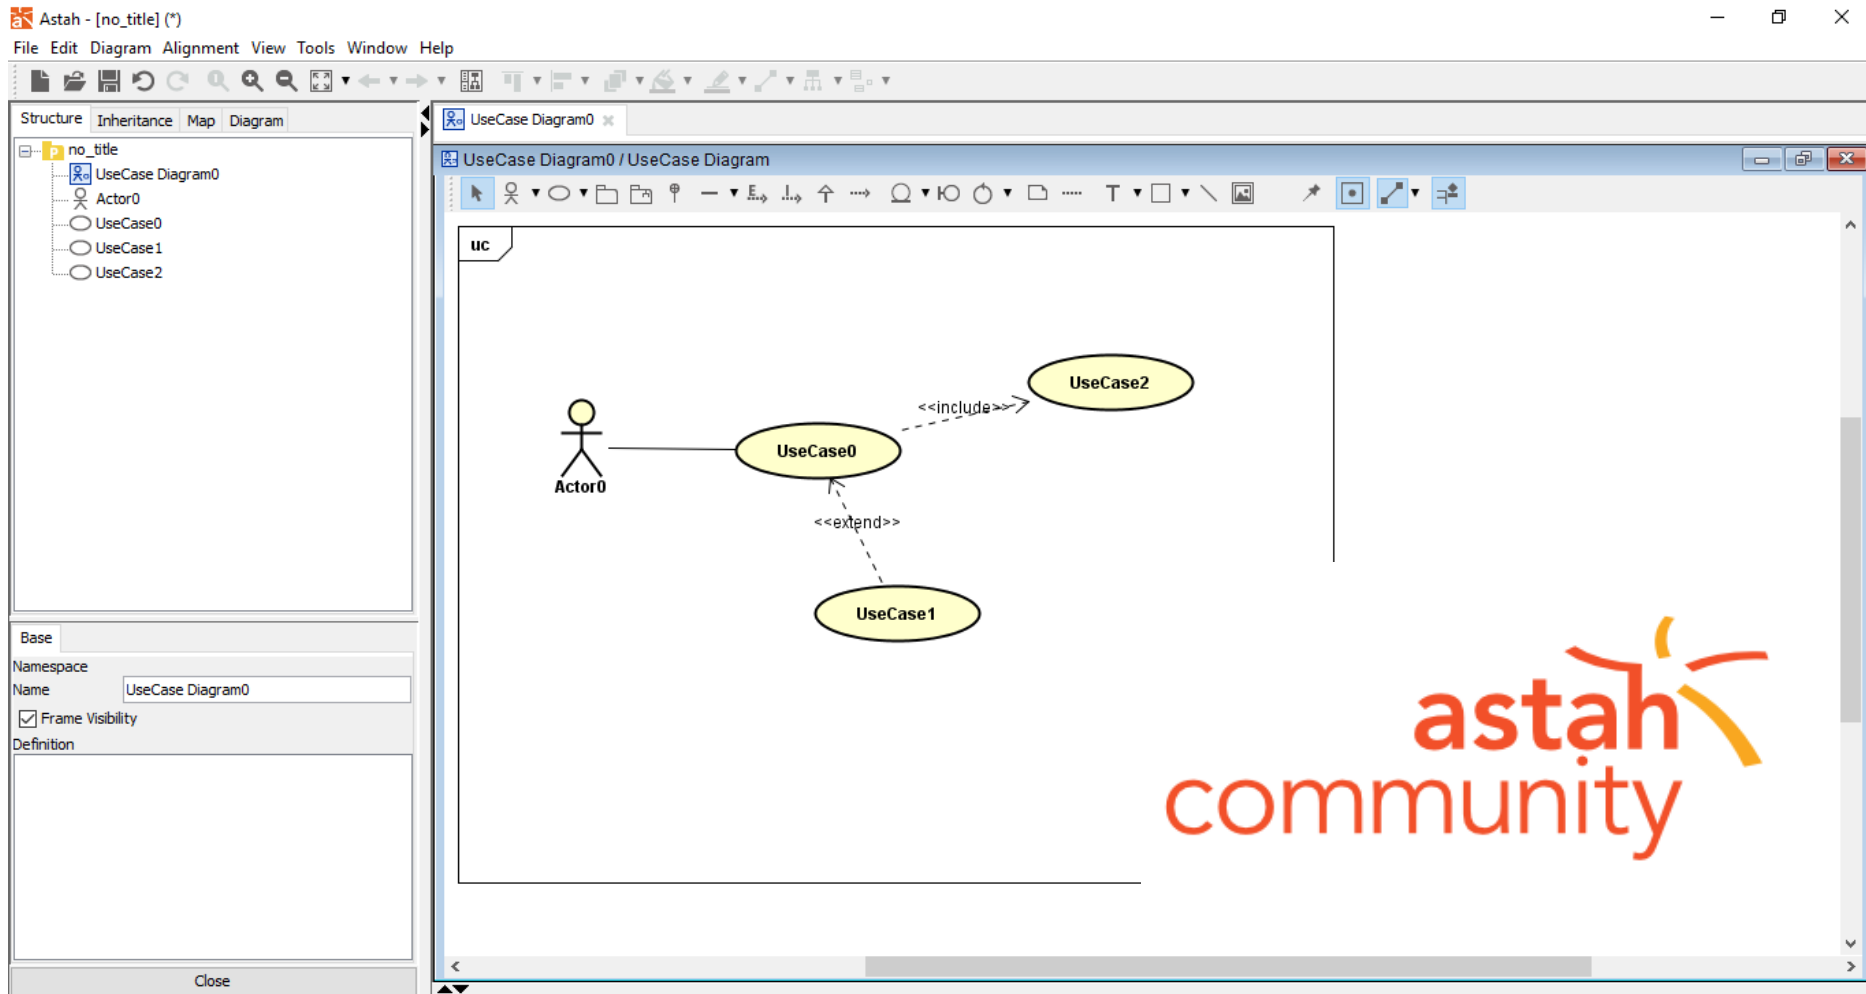 Astah - [no_title] (*)
File Edit Diagram Alignment View Tools Window Help
Structure Inheritance Map Diagram
no_title
UseCase Diagram0
Actor0
UseCase0
UseCase1
UseCase2
Base
Namespace
Name UseCase Diagram0
Frame Visibility
Definition
Close
UseCase Diagram0
UseCase Diagram0 / UseCase Diagram
uc
UseCase2
<<include>>
UseCase0
Actor0
<<extend>>
UseCase1
astah
community